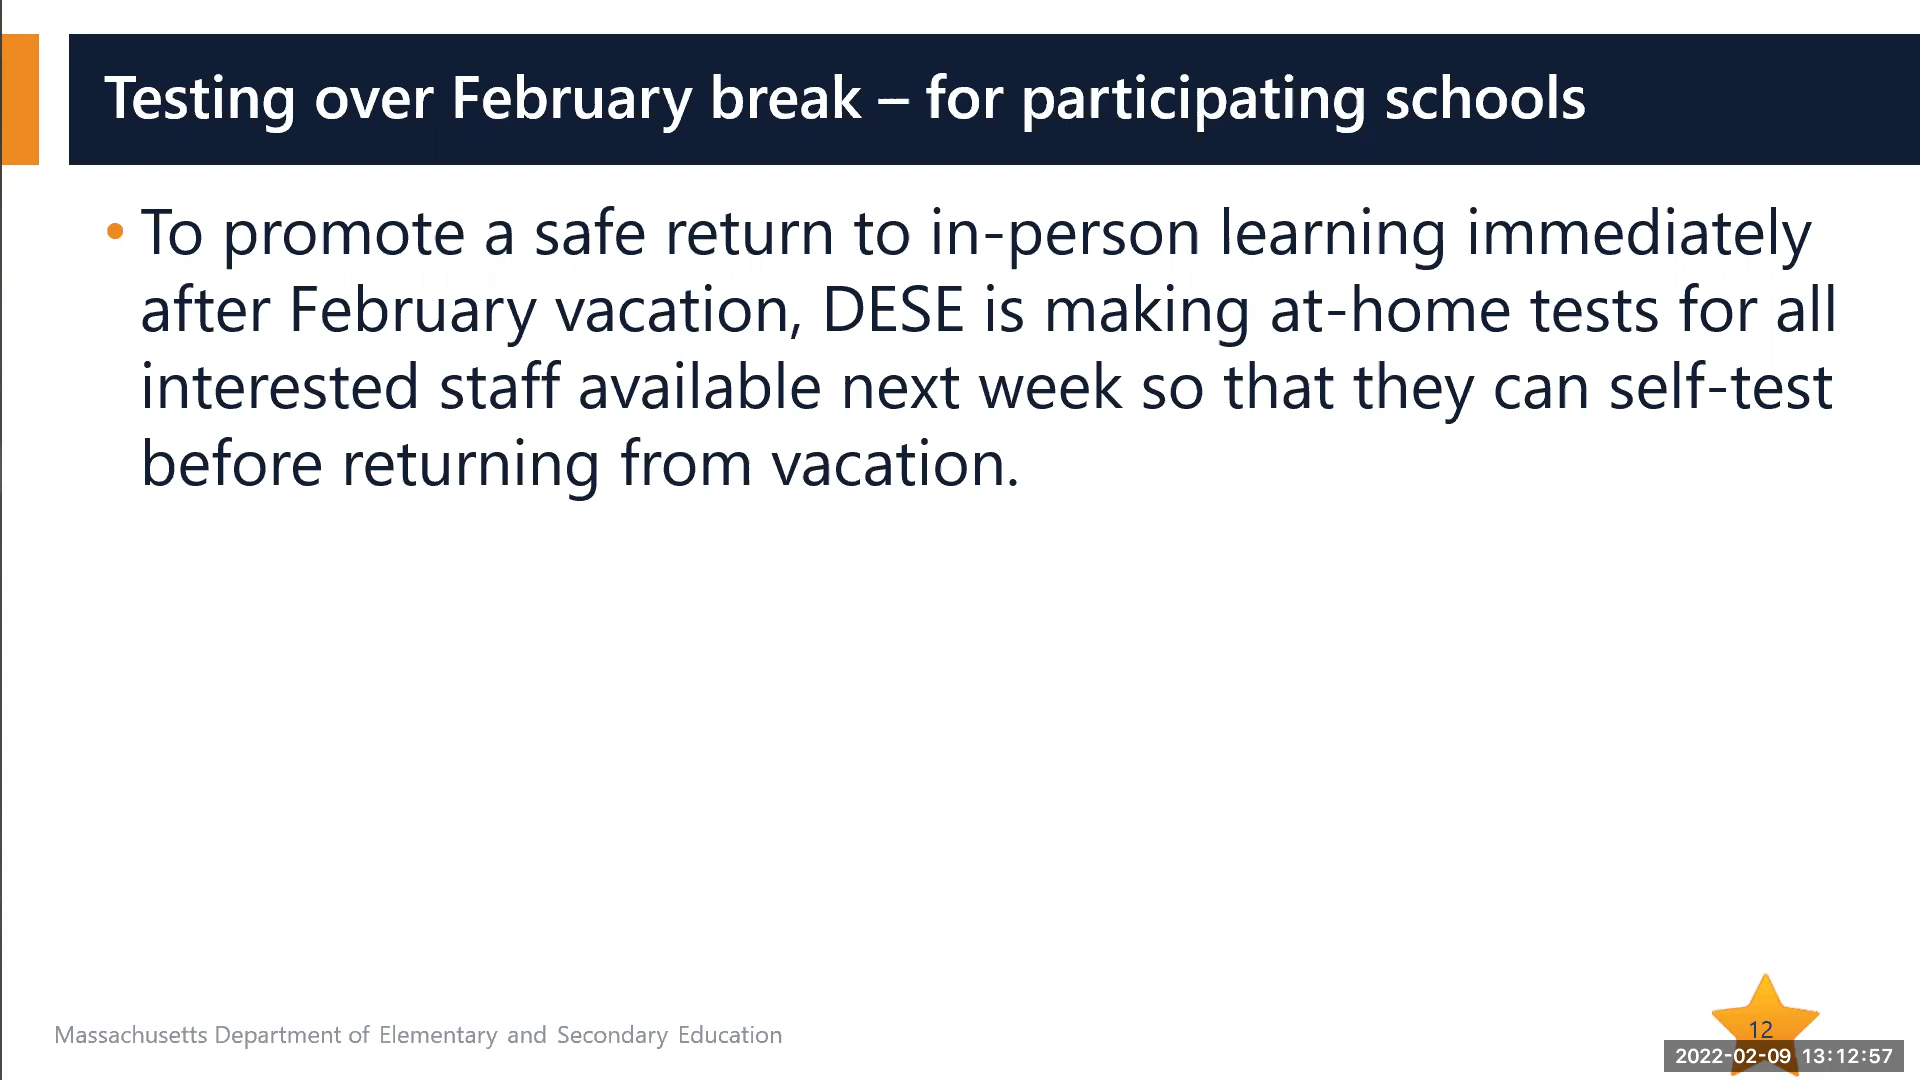 Testing over February break – for participating schools
• To promote a safe return to in-person learning immediately
after February vacation, DESE is making at-home tests for all
interested staff available next week so that they can self-test
before returning from vacation.
Massachusetts Department of Elementary and Secondary Education
12
2022-02-09 13:12:57